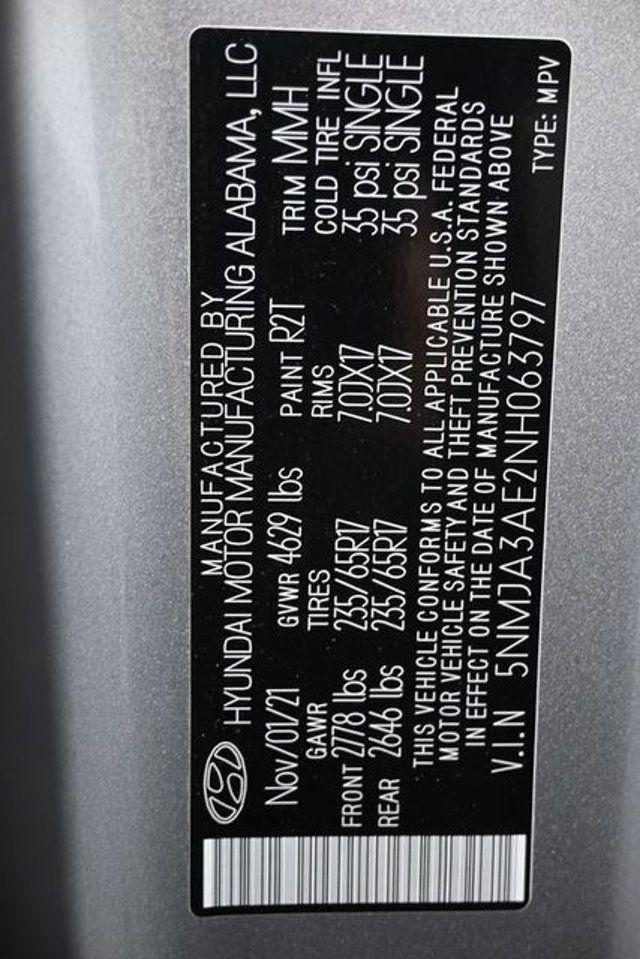 MANUFACTURED BY
HYUNDAI MOTOR MANUFACTURING ALABAMA, LLC
Nov/01/21 GVWR 4629 lbs PAINT R2T TRIM MMH
GAWR TIRES RIMS COLD TIRE INFL
FRONT 2778 lbs 235/65R17 7.0JX17 35 psi SINGLE
REAR 2646 lbs 235/65R17 7.0JX17 35 psi SINGLE
THIS VEHICLE CONFORMS TO ALL APPLICABLE U.S.A. FEDERAL
MOTOR VEHICLE SAFETY AND THEFT PREVENTION STANDARDS
IN EFFECT ON THE DATE OF MANUFACTURE SHOWN ABOVE
V.I.N 5NMJA3AE2NH063797 TYPE: MPV